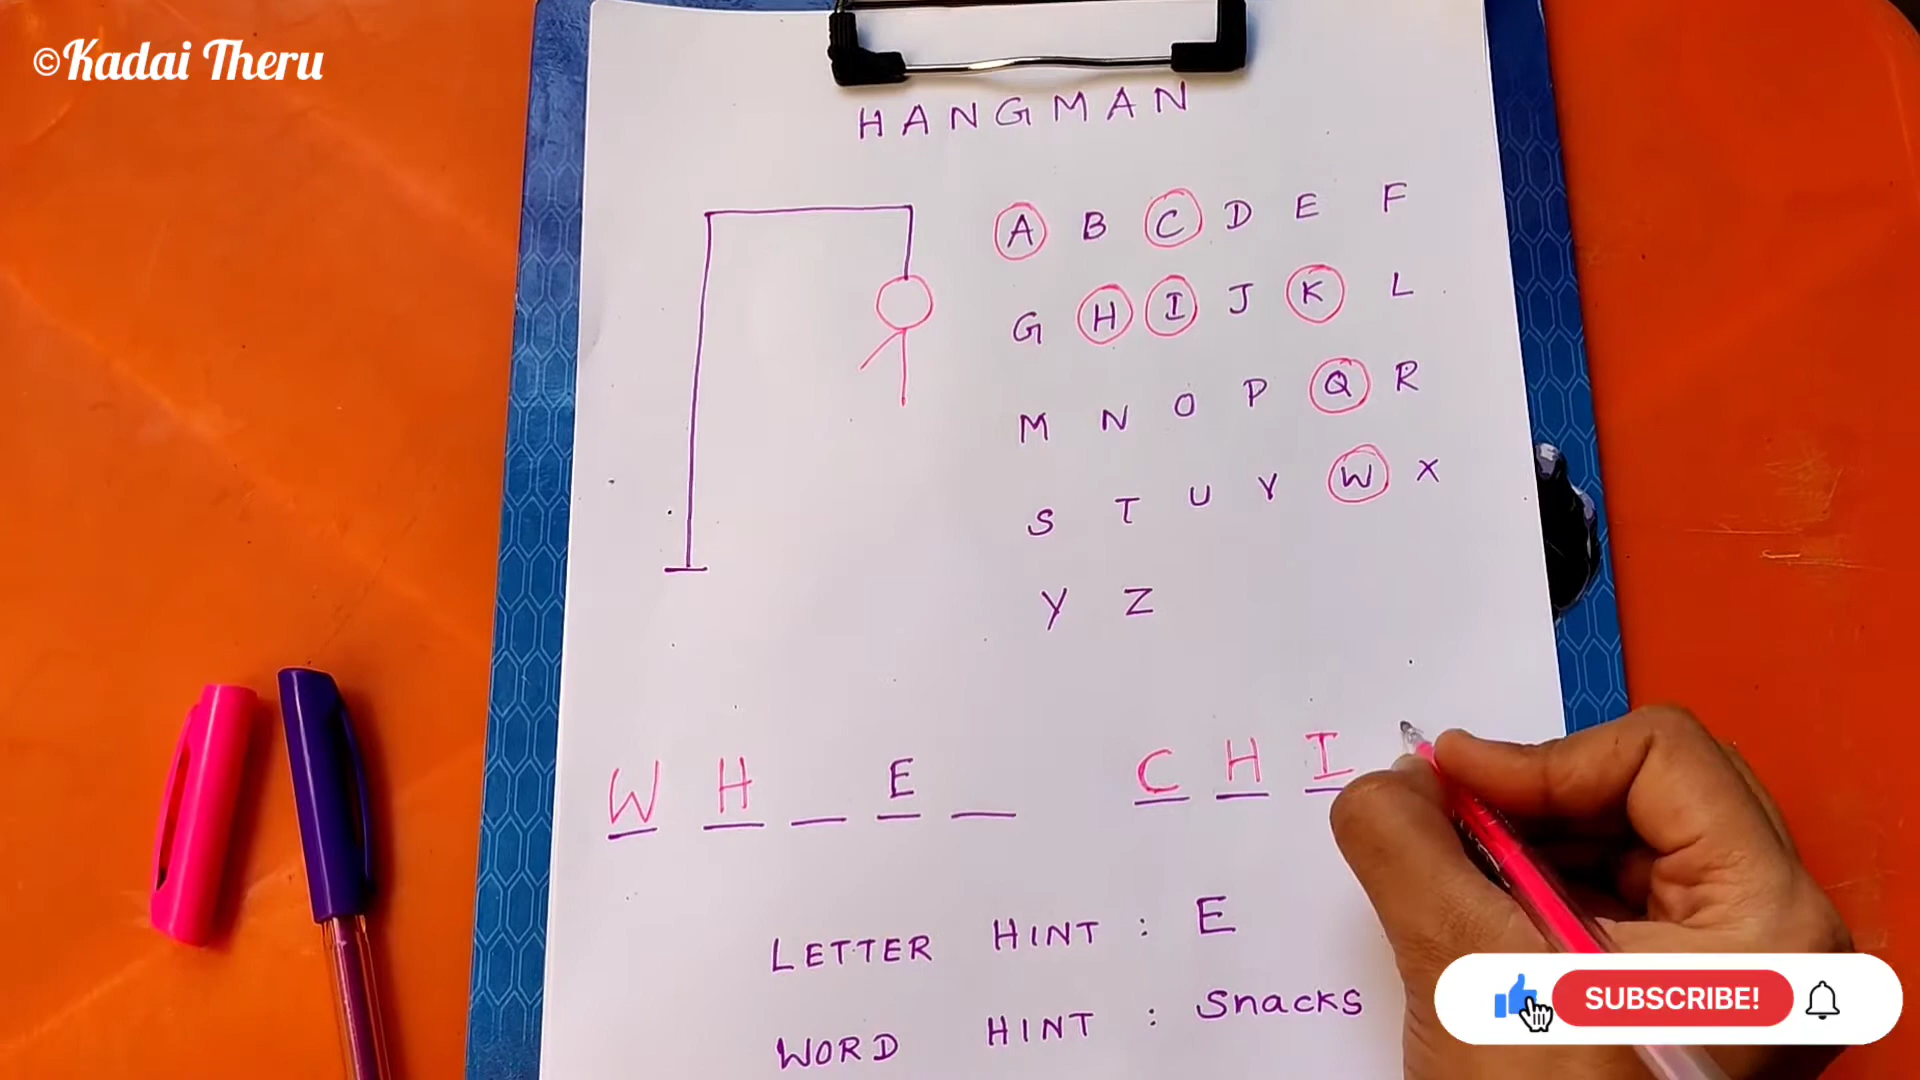 ©Kadai Theru
HANGMAN
A B C D E F
G H I J K L
M N O P Q R
S T U V W X
Y Z
W H _ E _ C H I
LETTER HINT : E
WORD HINT : Snacks
SUBSCRIBE!